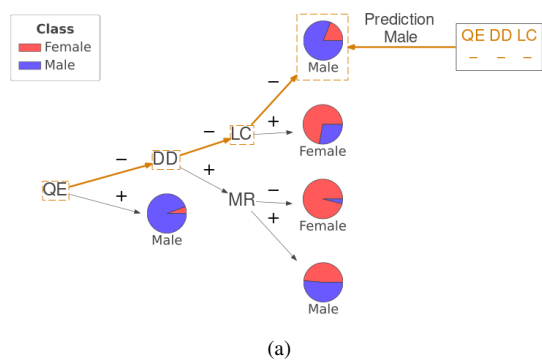 Class
Female
Male
Prediction
Male
QE DD LC
– – –
Male
–
+
LC
Female
–
DD
–
+
QE
+
MR
–
+
Female
Male
Male
(a)